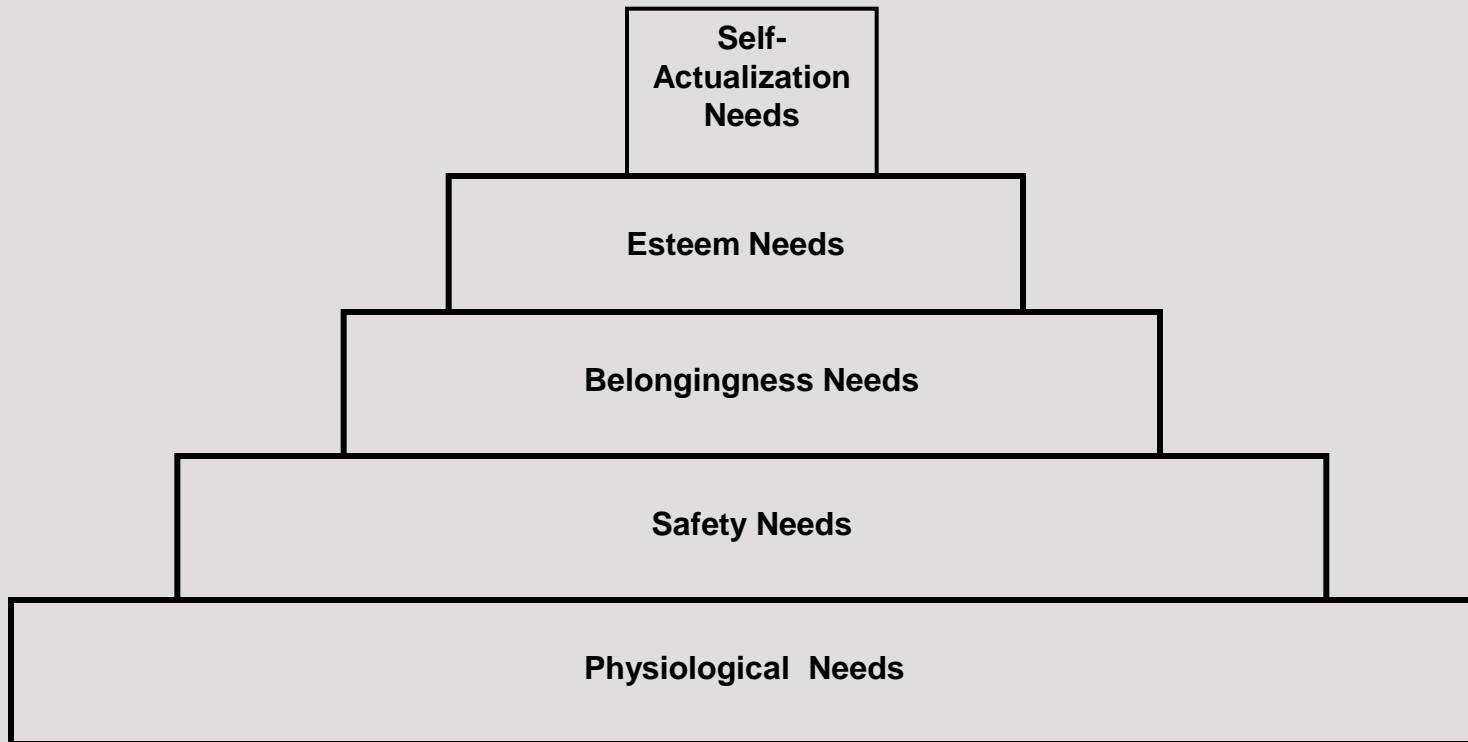 Self-
Actualization
Needs
Esteem Needs
Belongingness Needs
Safety Needs
Physiological  Needs